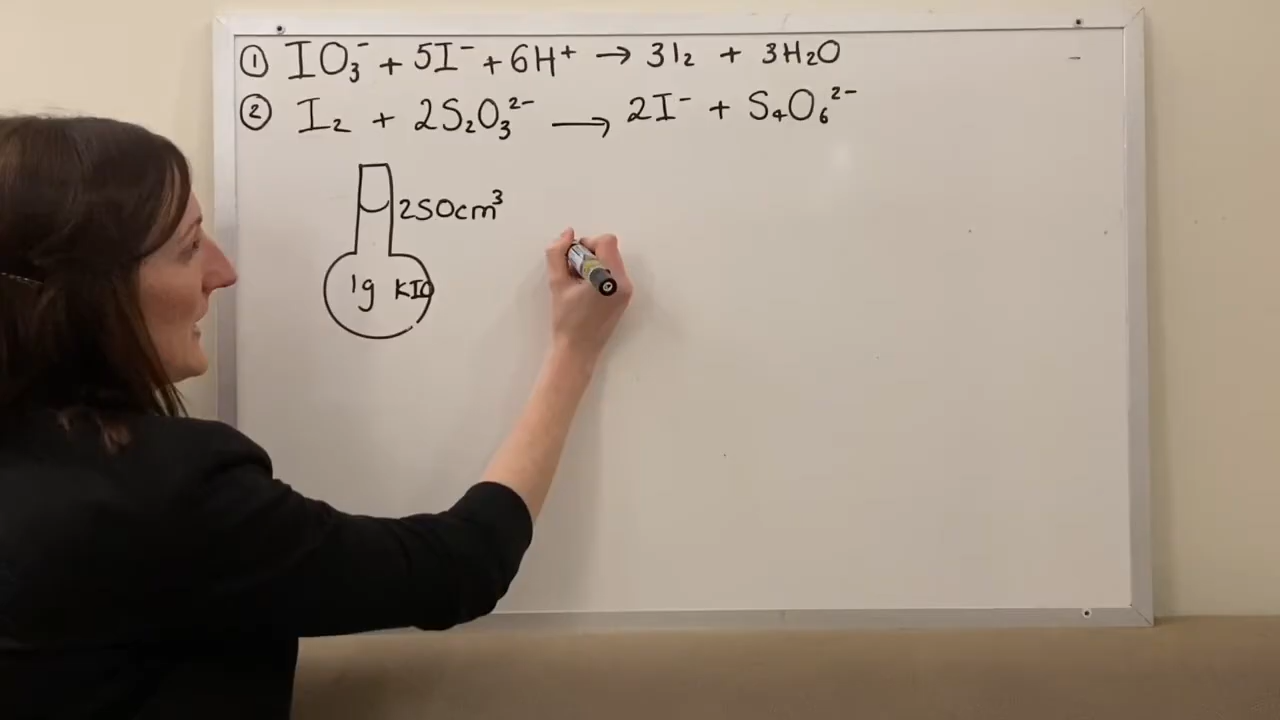 ① IO₃⁻ + 5I⁻ + 6H⁺ → 3I₂ + 3H₂O
② I₂ + 2S₂O₃²⁻ → 2I⁻ + S₄O₆²⁻
250cm³
1g KIO